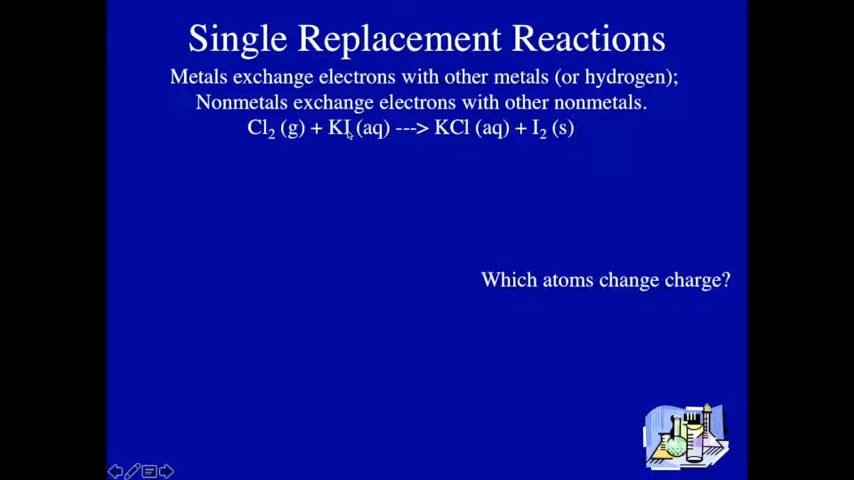 Single Replacement Reactions
Metals exchange electrons with other metals (or hydrogen);
Nonmetals exchange electrons with other nonmetals.
Cl₂ (g) + KI (aq) ---> KCl (aq) + I₂ (s)
Which atoms change charge?